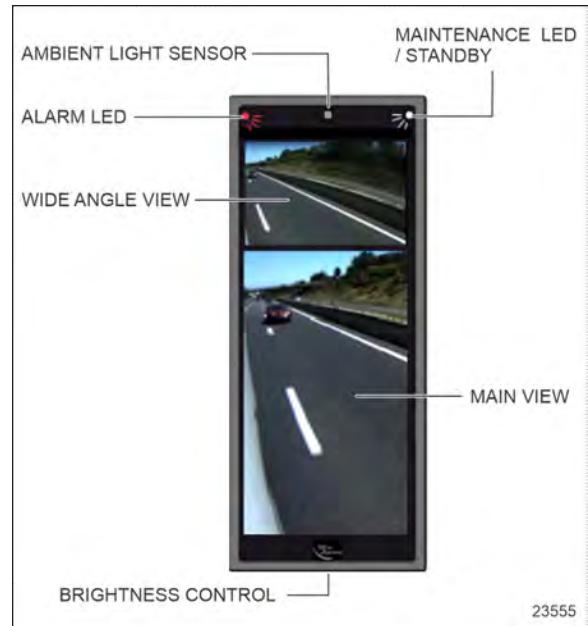 AMBIENT LIGHT SENSOR
MAINTENANCE LED
/ STANDBY
ALARM LED
WIDE ANGLE VIEW
MAIN VIEW
BRIGHTNESS CONTROL
23555